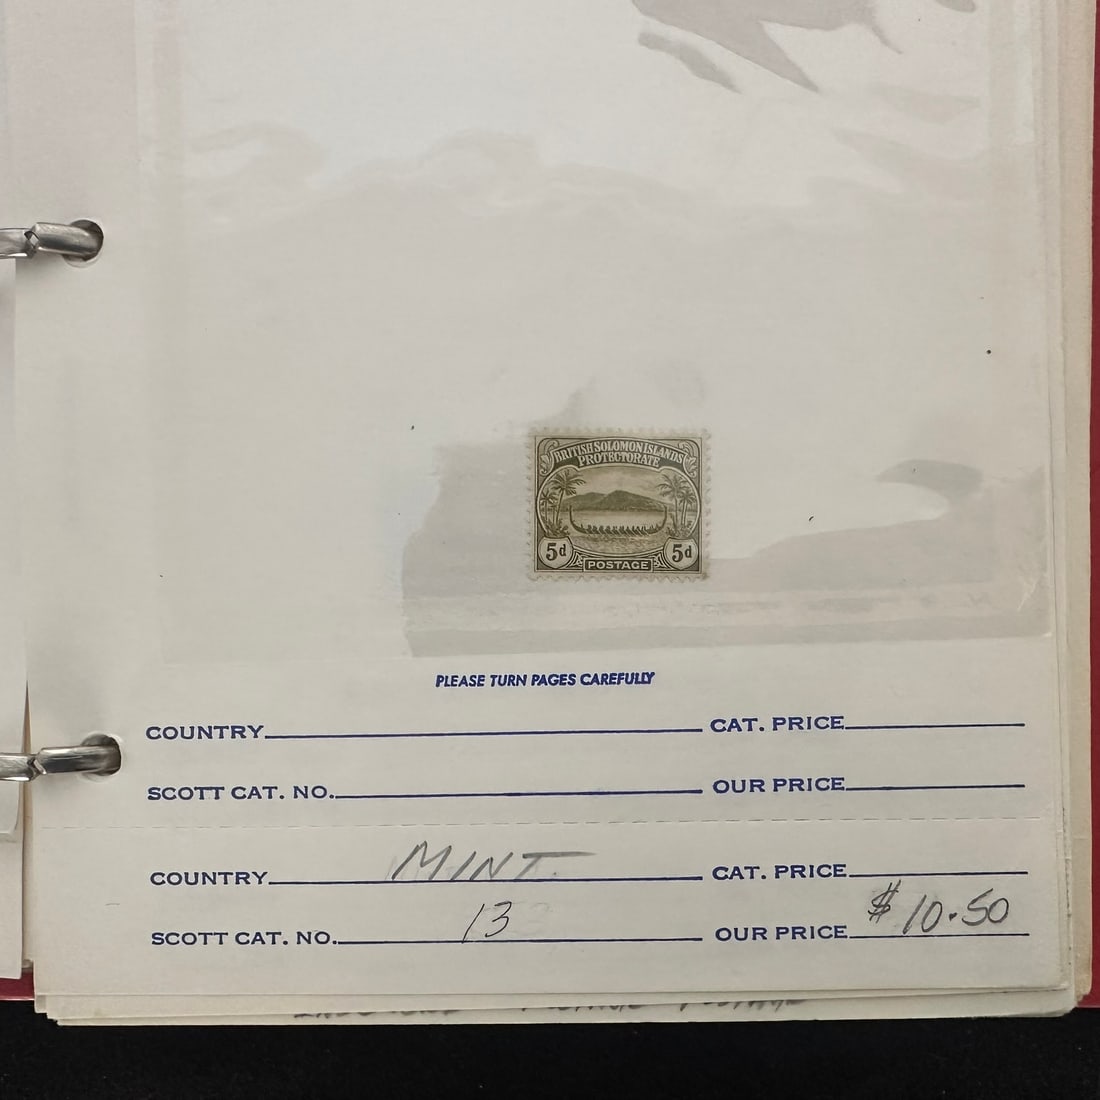 BRITISH SOLOMON ISLANDS
PROTECTORATE
5d 5d
POSTAGE
PLEASE TURN PAGES CAREFULLY
COUNTRY CAT. PRICE
SCOTT CAT. NO. OUR PRICE
COUNTRY MINT. CAT. PRICE
SCOTT CAT. NO. 13 OUR PRICE $10.50